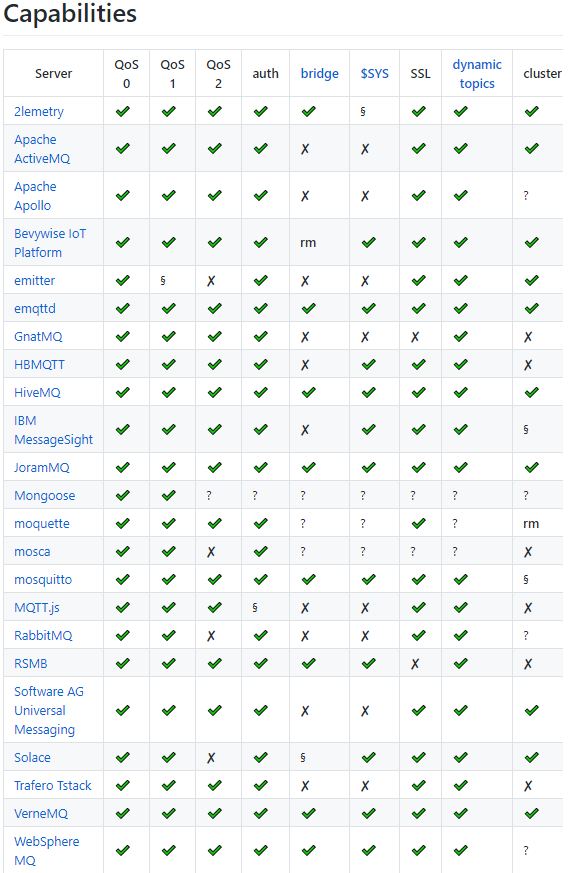 Capabilities
Server QoS 0 QoS 1 QoS 2 auth bridge $SYS SSL dynamic topics cluster
2lemetry ✔ ✔ ✔ ✔ ✔ § ✔ ✔ ✔
Apache ActiveMQ ✔ ✔ ✔ ✔ ✗ ✗ ✔ ✔ ✔
Apache Apollo ✔ ✔ ✔ ✔ ✗ ✗ ✔ ✔ ?
Bevywise IoT Platform ✔ ✔ ✔ ✔ rm ✔ ✔ ✔ ✔
emitter ✔ § ✗ ✔ ✗ ✗ ✔ ✔ ✔
emqttd ✔ ✔ ✔ ✔ ✔ ✔ ✔ ✔ ✔
GnatMQ ✔ ✔ ✔ ✔ ✗ ✗ ✗ ✔ ✗
HBMQTT ✔ ✔ ✔ ✔ ✗ ✔ ✔ ✔ ✗
HiveMQ ✔ ✔ ✔ ✔ ✔ ✔ ✔ ✔ ✔
IBM MessageSight ✔ ✔ ✔ ✔ ✗ ✔ ✔ ✔ §
JoramMQ ✔ ✔ ✔ ✔ ✔ ✔ ✔ ✔ ✔
Mongoose ✔ ✔ ? ? ? ? ? ? ?
moquette ✔ ✔ ✔ ✔ ? ? ✔ ? rm
mosca ✔ ✔ ✗ ✔ ? ? ? ? ✗
mosquitto ✔ ✔ ✔ ✔ ✔ ✔ ✔ ✔ §
MQTT.js ✔ ✔ ✔ § ✗ ✗ ✔ ✔ ✗
RabbitMQ ✔ ✔ ✗ ✔ ✗ ✗ ✔ ✔ ?
RSMB ✔ ✔ ✔ ✔ ✔ ✔ ✗ ✔ ✗
Software AG Universal Messaging ✔ ✔ ✔ ✔ ✗ ✗ ✔ ✔ ✔
Solace ✔ ✔ ✗ ✔ § ✔ ✔ ✔ ✔
Trafero Tstack ✔ ✔ ✔ ✔ ✗ ✗ ✔ ✔ ✗
VerneMQ ✔ ✔ ✔ ✔ ✔ ✔ ✔ ✔ ✔
WebSphere MQ ✔ ✔ ✔ ✔ ✔ ✔ ✔ ✔ ?